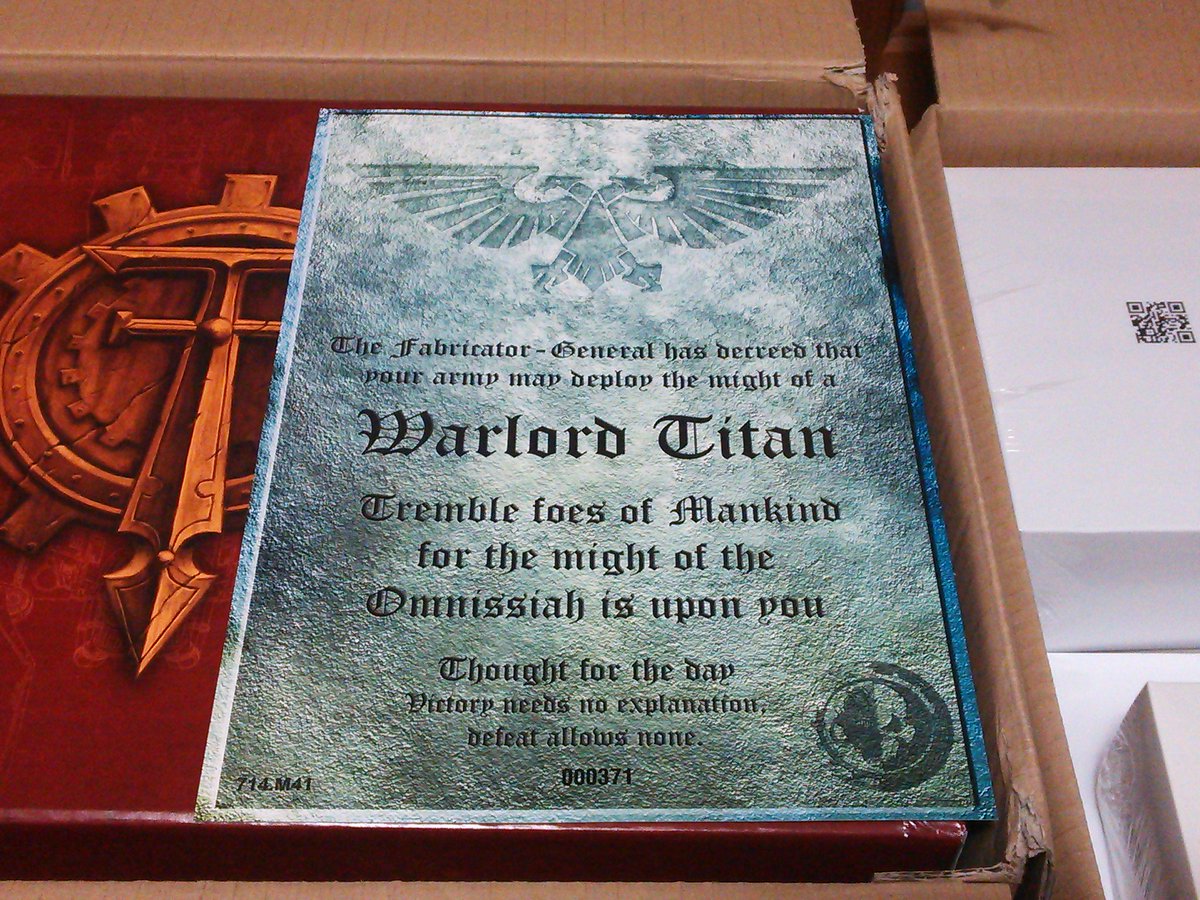 The Fabricator-General has decreed that
your army may deploy the might of a
Warlord Titan
Tremble foes of Mankind
for the might of the
Omnissiah is upon you
Thought for the day
Victory needs no explanation,
defeat allows none.
714.M41
000371